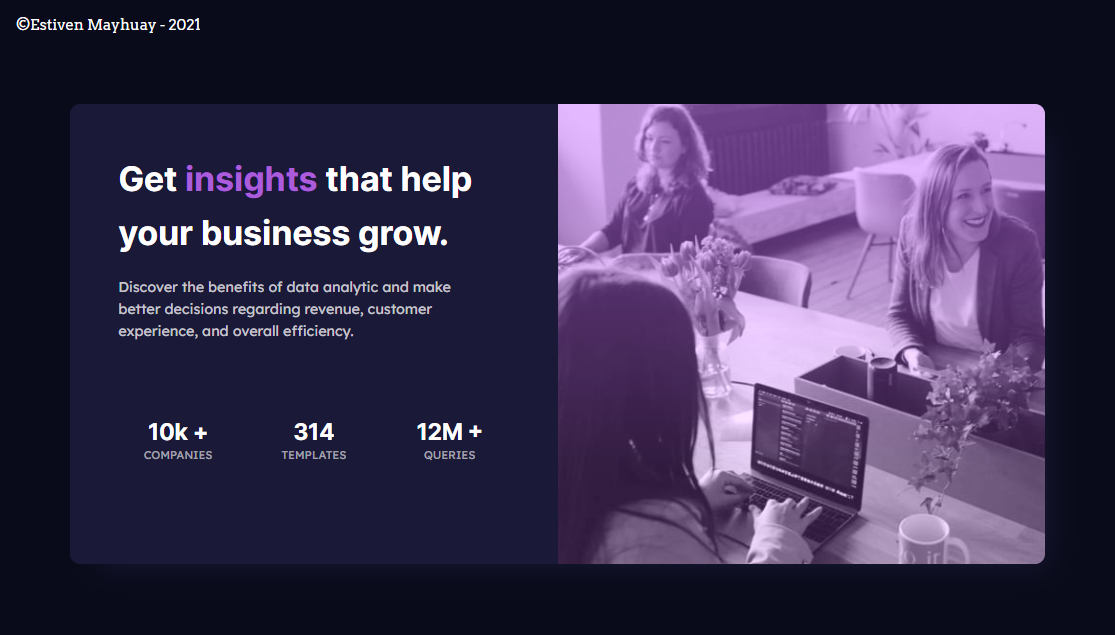 ©Estiven Mayhuay - 2021
Get insights that help
your business grow.
Discover the benefits of data analytic and make
better decisions regarding revenue, customer
experience, and overall efficiency.
10k + 314 12M +
COMPANIES TEMPLATES QUERIES